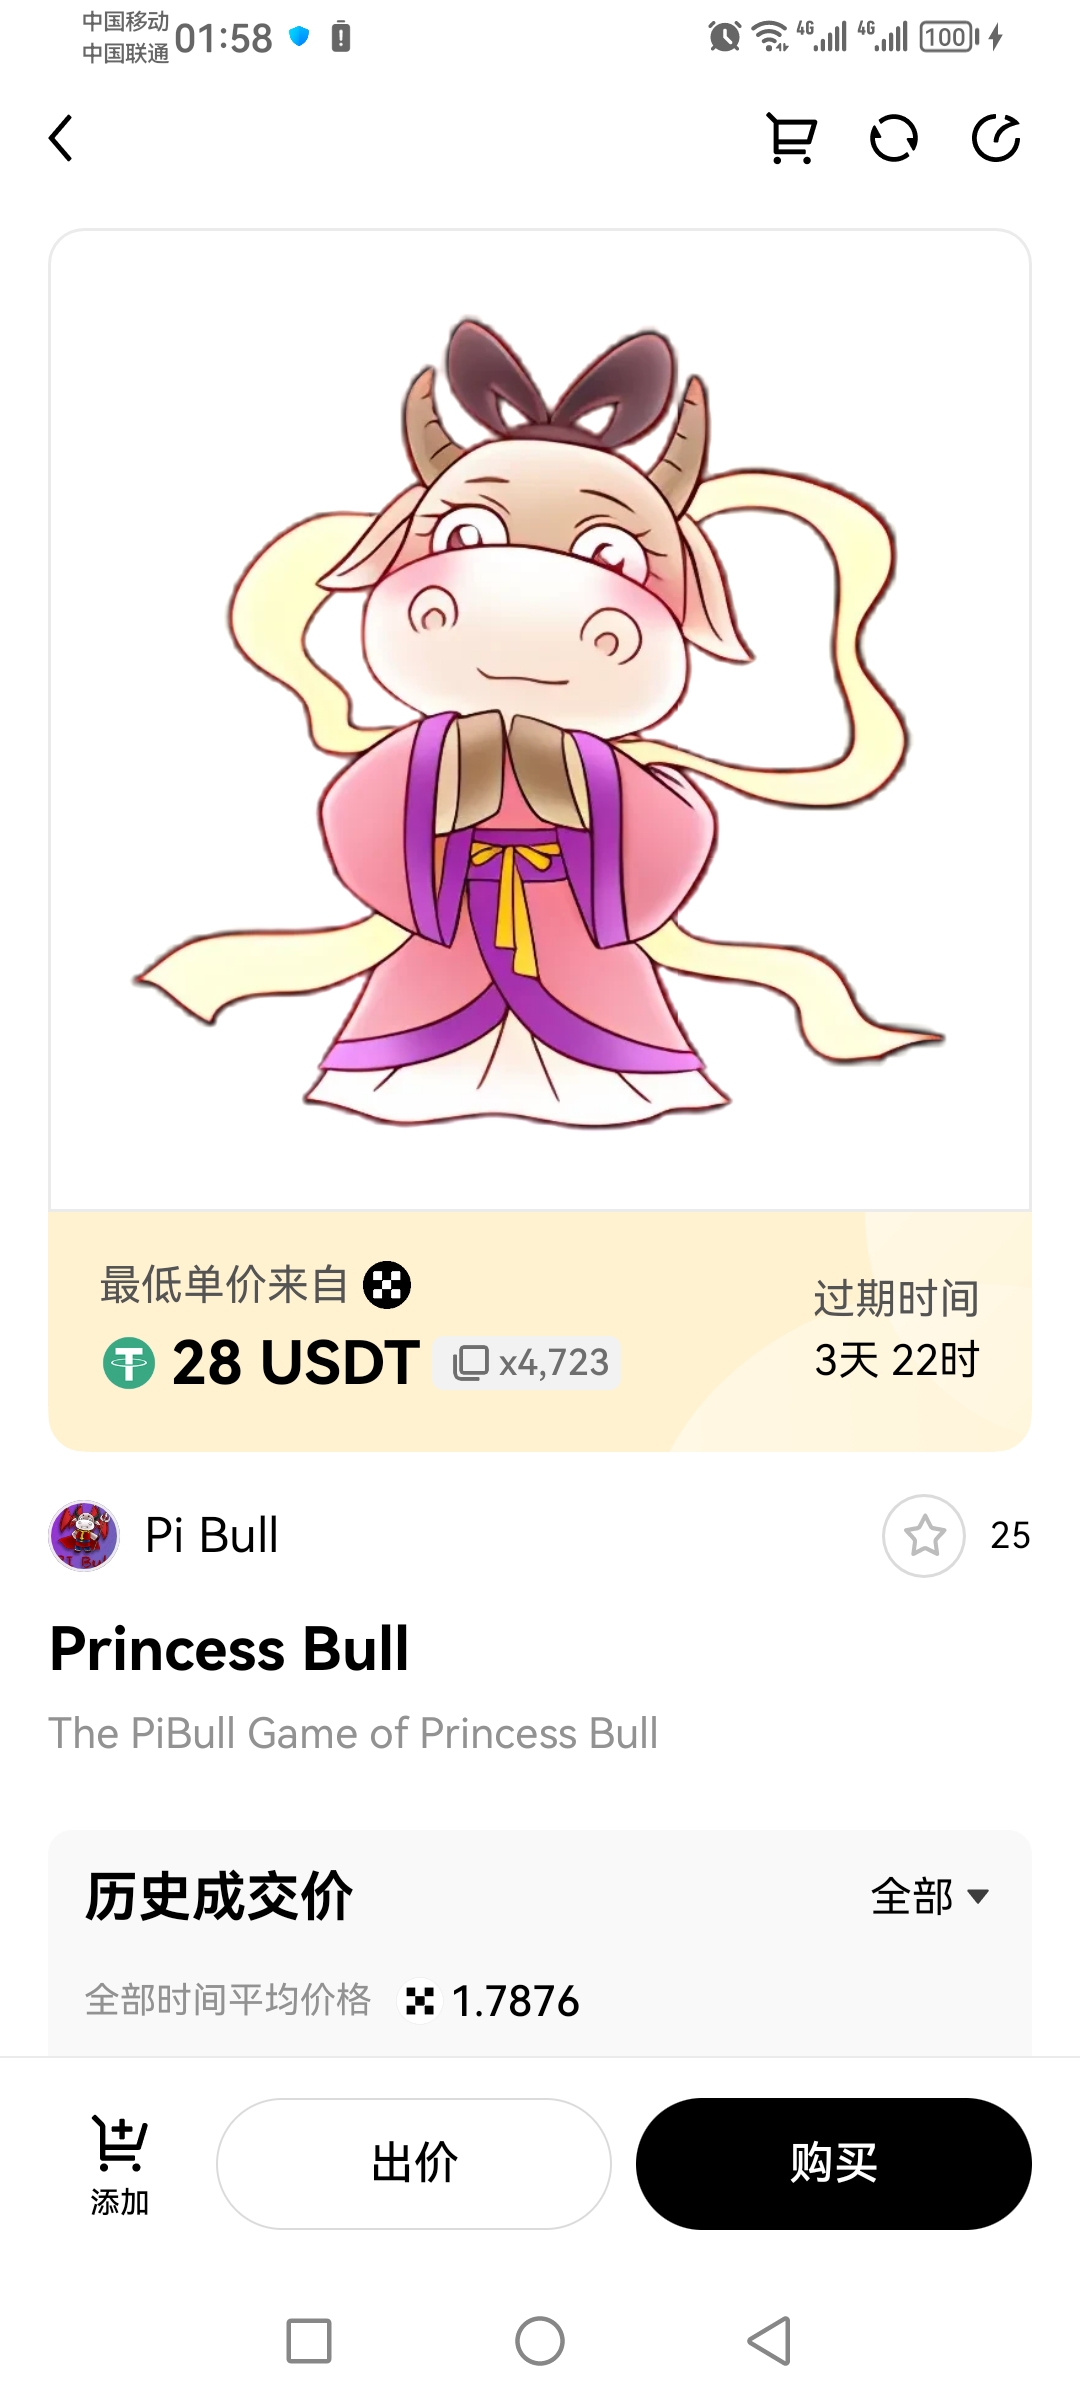 中国移动
中国联通
01:58
4G
4G
100
最低单价来自
28 USDT
x4,723
过期时间
3天 22时
Pi Bull
25
Princess Bull
The PiBull Game of Princess Bull
历史成交价
全部
全部时间平均价格
1.7876
添加
出价
购买